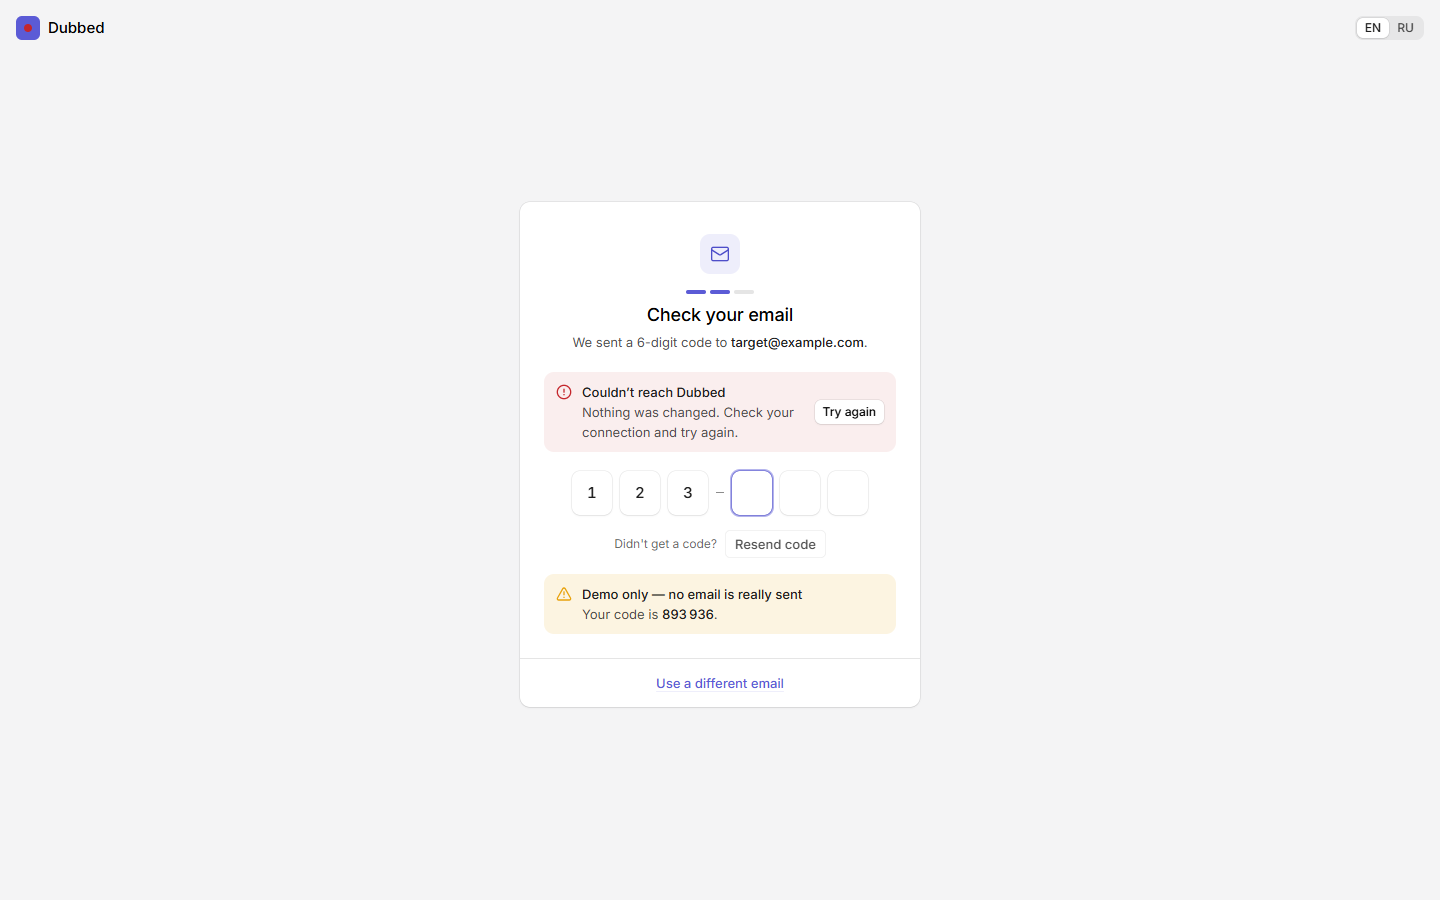 Dubbed
EN RU
Check your email
We sent a 6-digit code to target@example.com.
Couldn’t reach Dubbed
Nothing was changed. Check your
connection and try again.
Try again
1 2 3 –
Didn't get a code? Resend code
Demo only — no email is really sent
Your code is 893 936.
Use a different email